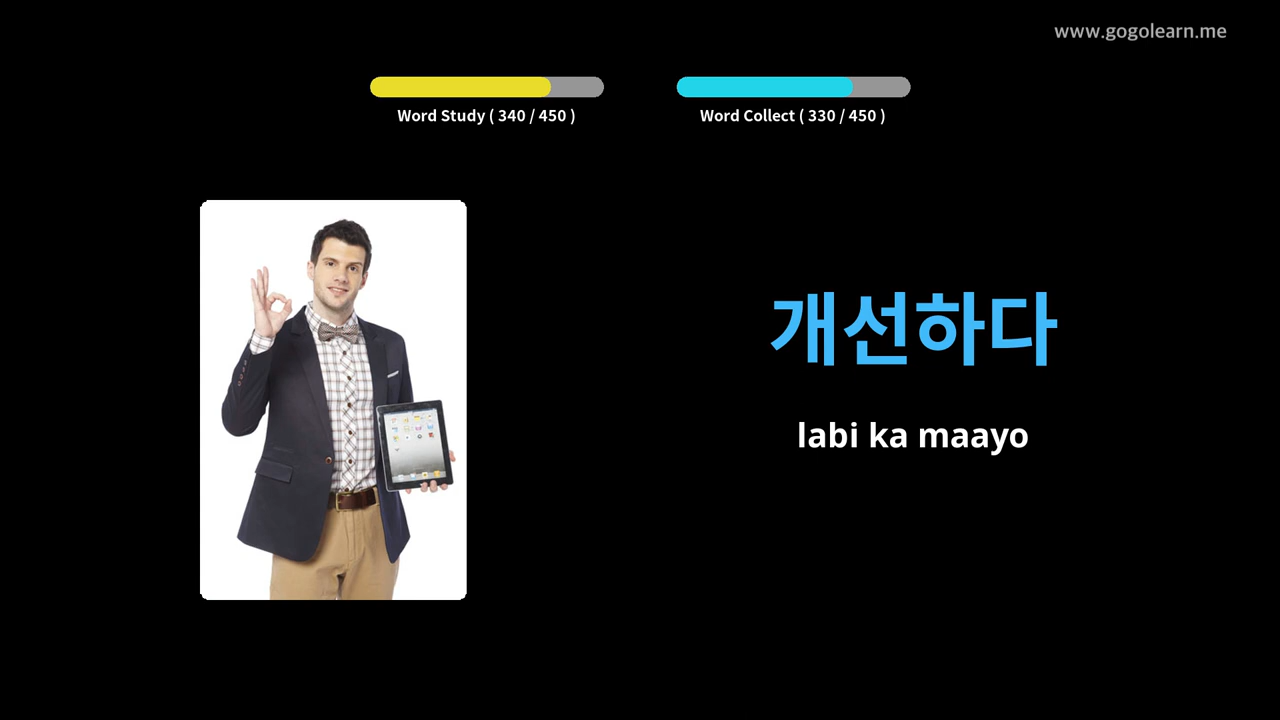 www.gogolearn.me
Word Study ( 340 / 450 )
Word Collect ( 330 / 450 )
개선하다
labi ka maayo